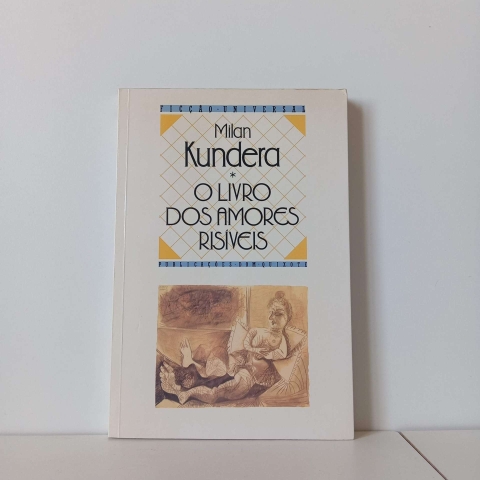 FICÇÃO UNIVERSAL
Milan
Kundera
*
O LIVRO
DOS AMORES
RISÍVEIS
PUBLICAÇÕES DOM QUIXOTE